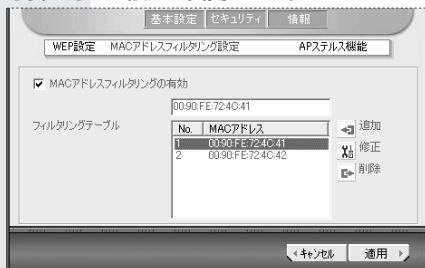 基本設定 セキュリティ 情報
WEP設定 MACアドレスフィルタリング設定 APステルス機能
MACアドレスフィルタリングの有効
00:90:FE:72:4C:41
フィルタリングテーブル
No. MACアドレス
1 00:90:FE:72:4C:41
2 00:90:FE:72:4C:42
追加
修正
削除
キャンセル 適用